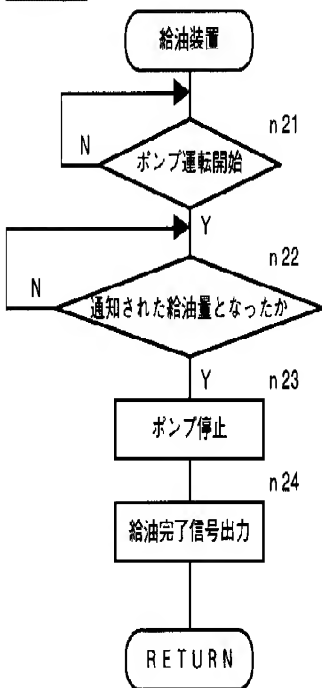 給油装置
n21
N
ポンプ運転開始
Y
n22
N
通知された給油量となったか
Y
n23
ポンプ停止
n24
給油完了信号出力
RETURN